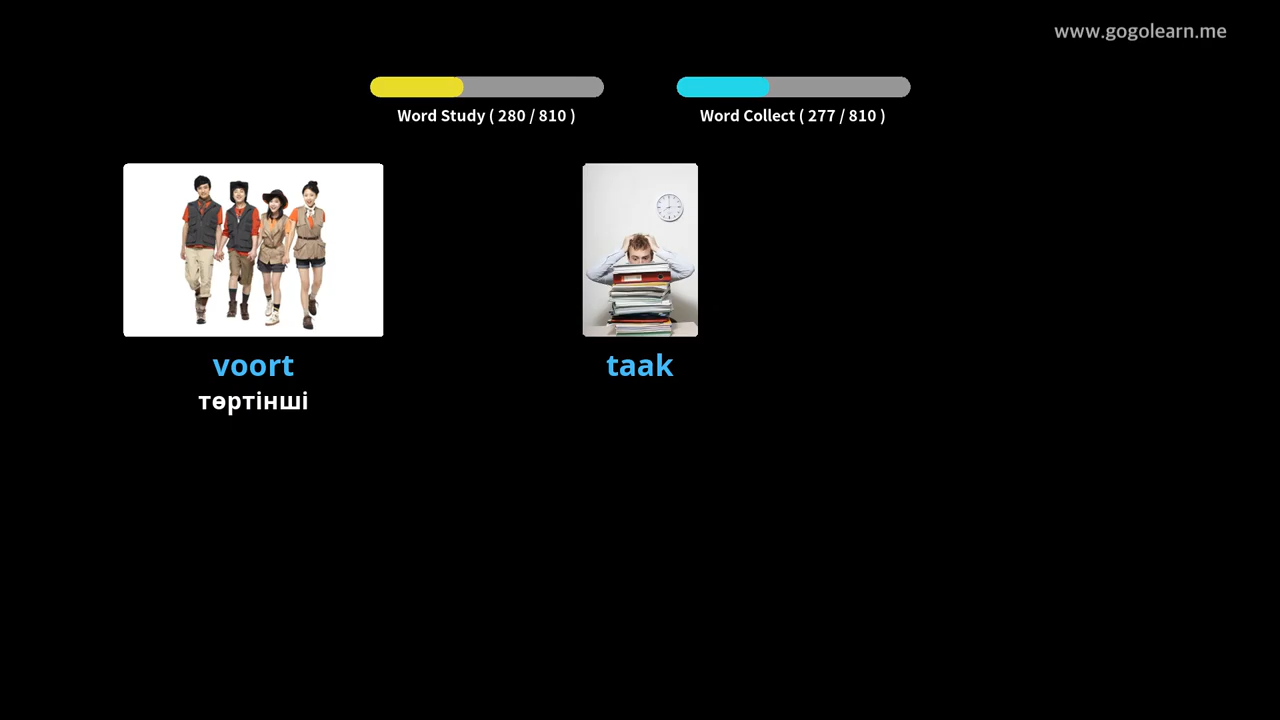 www.gogolearn.me
Word Study ( 280 / 810 )
Word Collect ( 277 / 810 )
voort
төртінші
taak